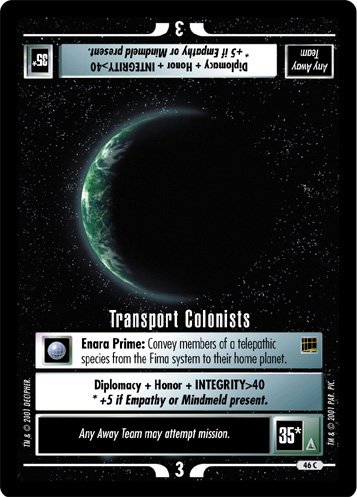 3
Any Away
Team
Diplomacy + Honor + INTEGRITY>40
* +5 if Empathy or Mindmeld present.
35*
Transport Colonists
Enara Prime: Convey members of a telepathic
species from the Fima system to their home planet.
Diplomacy + Honor + INTEGRITY>40
* +5 if Empathy or Mindmeld present.
Any Away Team may attempt mission.
35*
TM & © 2001 DECIPHER.
TM & © 2001 PAR. PIC.
46 C
3